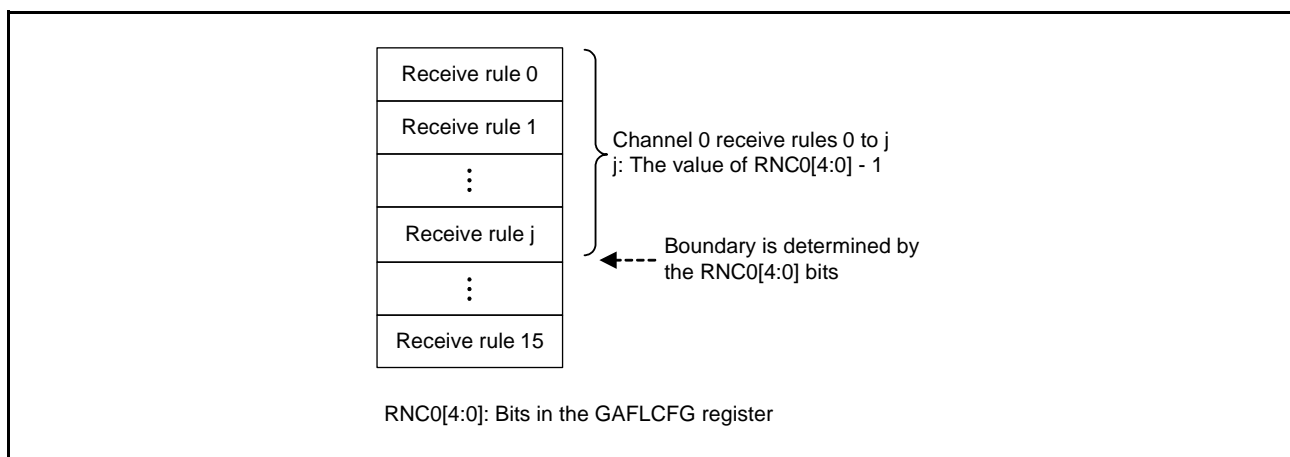 Receive rule 0
Receive rule 1
⋮
Receive rule j
⋮
Receive rule 15
Channel 0 receive rules 0 to j
j: The value of RNC0[4:0] - 1
Boundary is determined by
the RNC0[4:0] bits
RNC0[4:0]: Bits in the GAFLCFG register